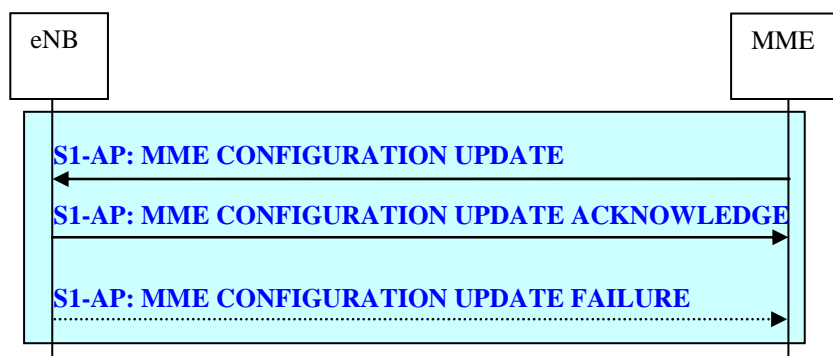 eNB
MME
S1-AP: MME CONFIGURATION UPDATE
S1-AP: MME CONFIGURATION UPDATE ACKNOWLEDGE
S1-AP: MME CONFIGURATION UPDATE FAILURE